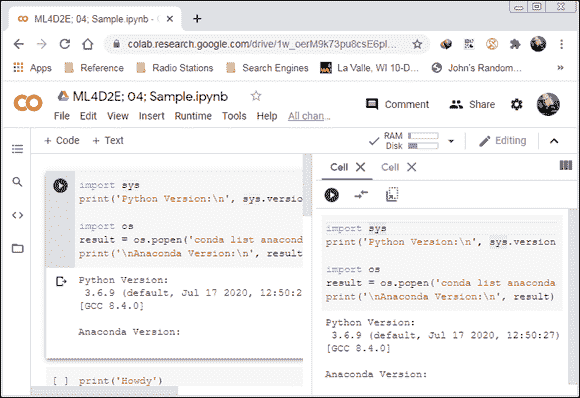 ML4D2E; 04; Sample.ipynb - C
colab.research.google.com/drive/1w_oerM9k73pu8csE6pl...
Apps Reference Radio Stations Search Engines La Valle, WI 10-D... John's Random...
ML4D2E; 04; Sample.ipynb
Comment Share
File Edit View Insert Runtime Tools Help All chan...
+ Code + Text
RAM
Disk
Editing
import sys
print('Python Version:\n', sys.versio
import os
result = os.popen('conda list anacond
print('\nAnaconda Version:\n', result
Python Version:
3.6.9 (default, Jul 17 2020, 12:50:2
[GCC 8.4.0]
Anaconda Version:
[ ] print('Howdy')
Cell Cell
import sys
print('Python Version:\n', sys.version
import os
result = os.popen('conda list anaconda
print('\nAnaconda Version:\n', result)
Python Version:
3.6.9 (default, Jul 17 2020, 12:50:27)
[GCC 8.4.0]
Anaconda Version: